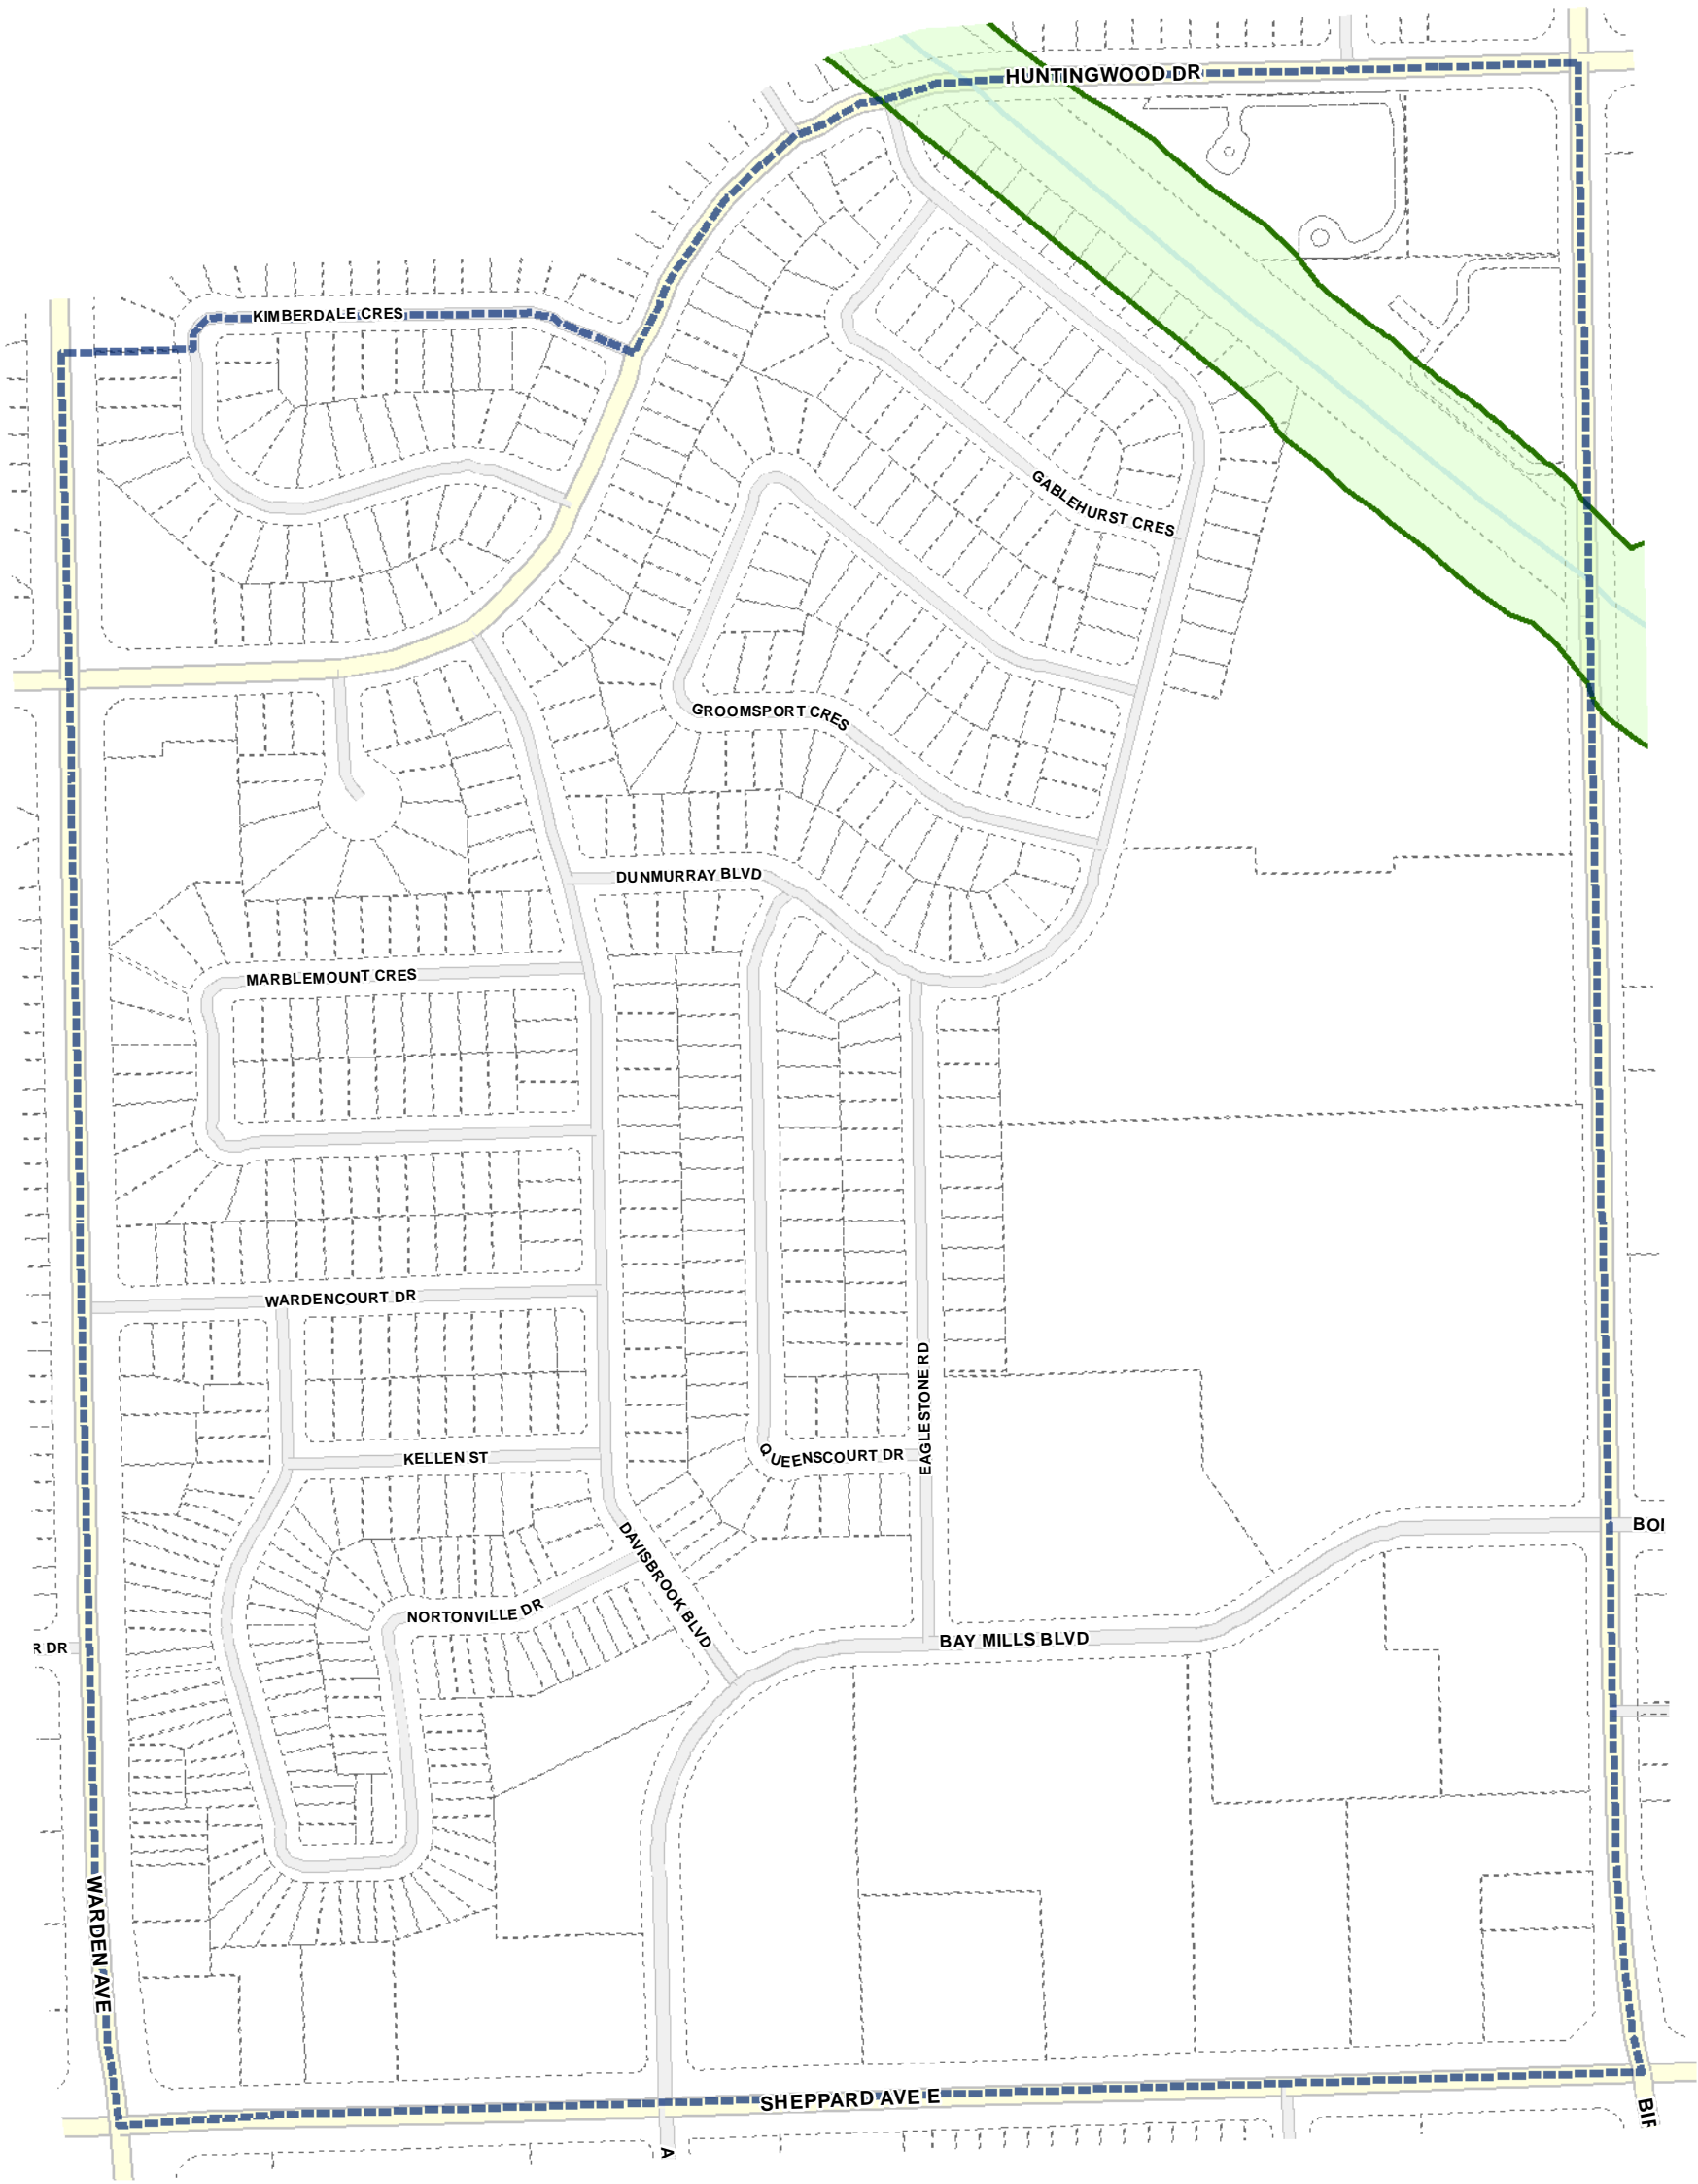 HUNTINGWOOD DR
KIMBERDALE CRES
GABLEHURST CRES
GROOMSPORT CRES
DUNMURRAY BLVD
MARBLEMOUNT CRES
WARDENCOURT DR
EAGLESTONE RD
KELLEN ST
QUEENSCOURT DR
BOI
DAVISBROOK BLVD
NORTONVILLE DR
BAY MILLS BLVD
R DR
WARDEN AVE
SHEPPARD AVE E
BIR
A